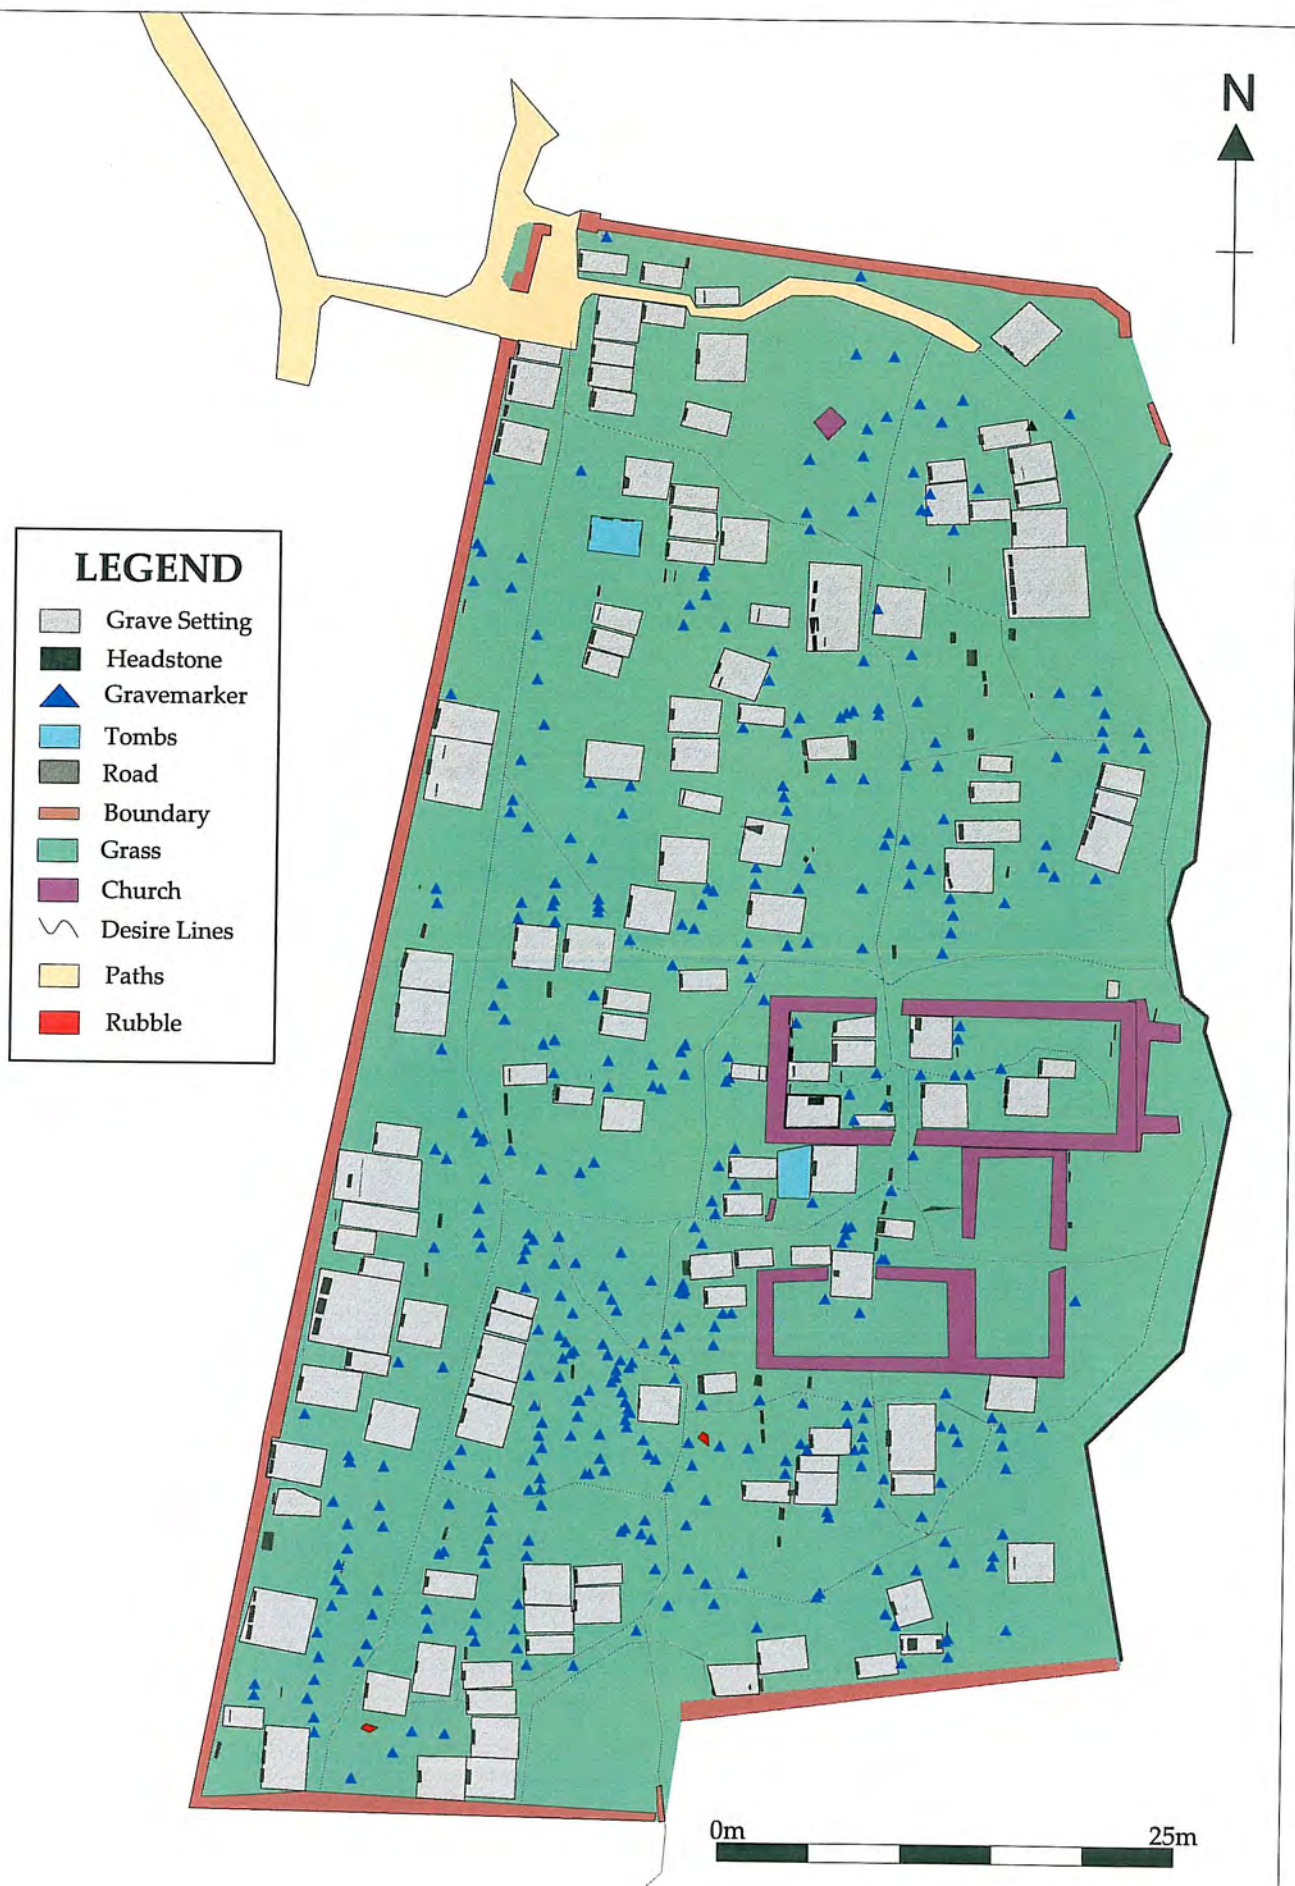 N
LEGEND
Grave Setting
Headstone
Gravemarker
Tombs
Road
Boundary
Grass
Church
Desire Lines
Paths
Rubble
0m 25m